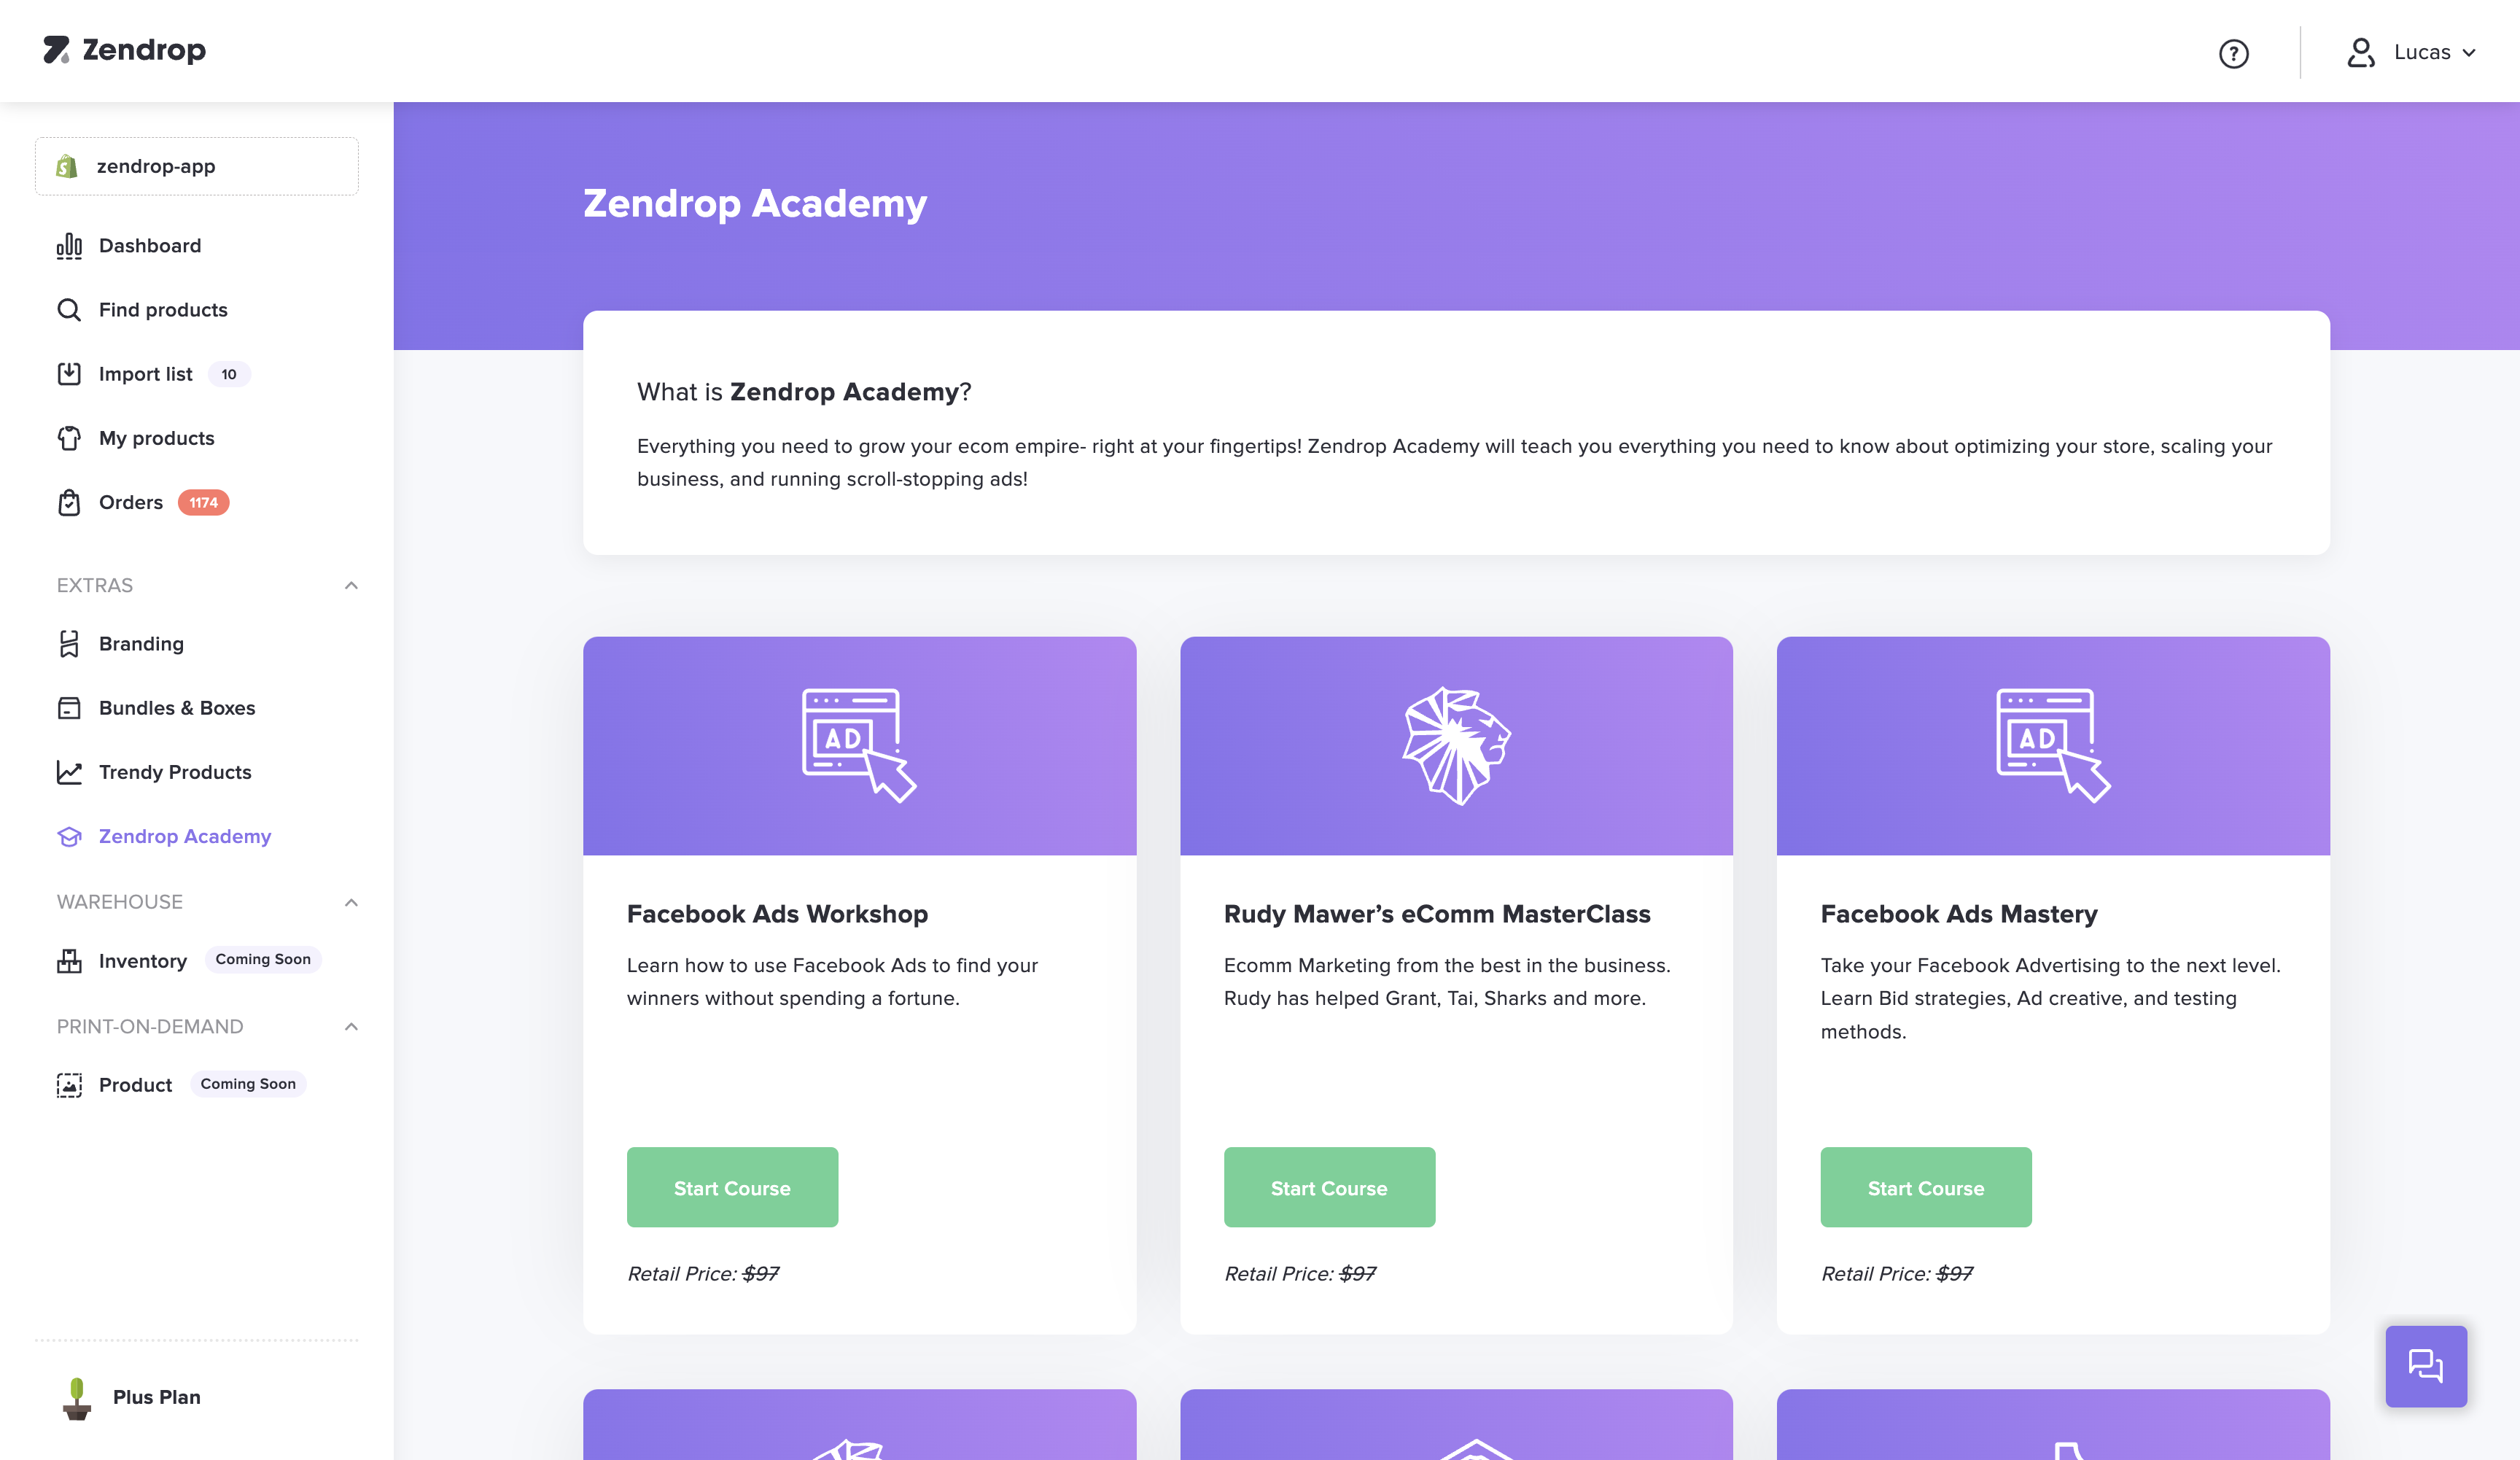 Zendrop
?
Lucas
zendrop-app
Dashboard
Find products
Import list 10
My products
Orders 1174
EXTRAS
Branding
Bundles & Boxes
Trendy Products
Zendrop Academy
WAREHOUSE
Inventory Coming Soon
PRINT-ON-DEMAND
Product Coming Soon
Plus Plan
Zendrop Academy
What is Zendrop Academy?
Everything you need to grow your ecom empire- right at your fingertips! Zendrop Academy will teach you everything you need to know about optimizing your store, scaling your
business, and running scroll-stopping ads!
AD
Facebook Ads Workshop
Learn how to use Facebook Ads to find your
winners without spending a fortune.
Start Course
Retail Price: $97
Rudy Mawer’s eComm MasterClass
Ecomm Marketing from the best in the business.
Rudy has helped Grant, Tai, Sharks and more.
Start Course
Retail Price: $97
AD
Facebook Ads Mastery
Take your Facebook Advertising to the next level.
Learn Bid strategies, Ad creative, and testing
methods.
Start Course
Retail Price: $97